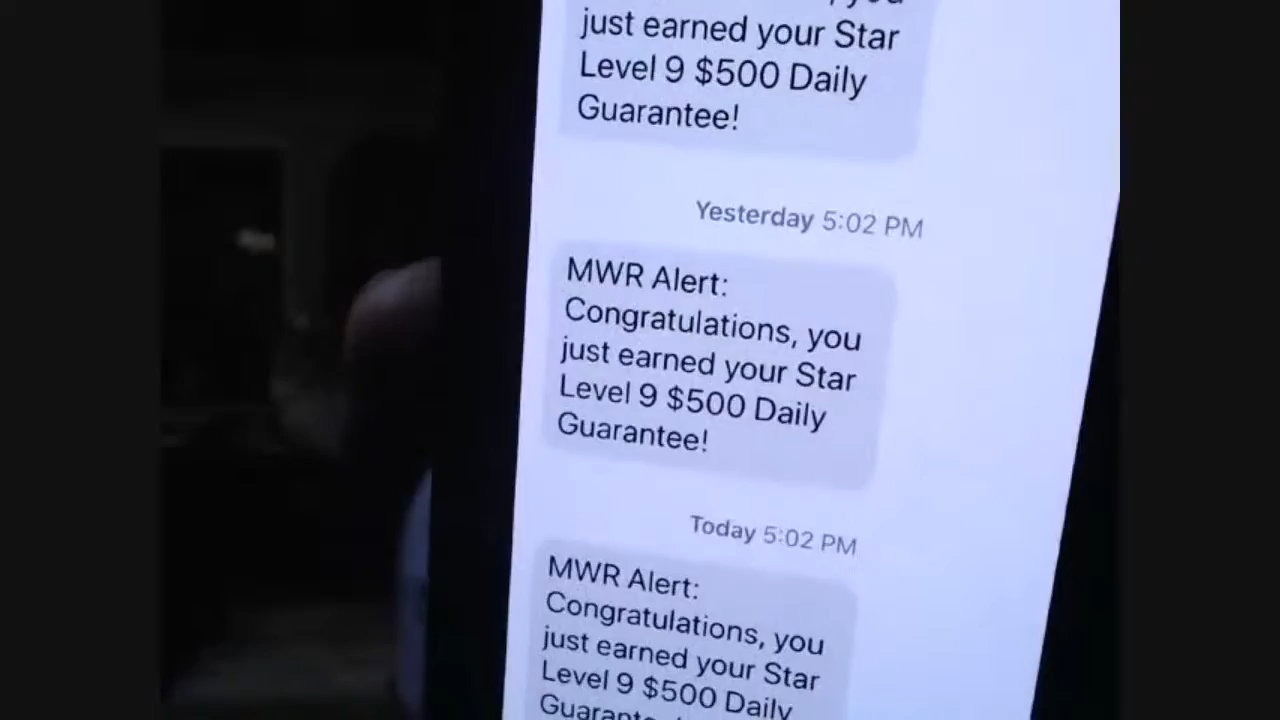 just earned your Star
Level 9 $500 Daily
Guarantee!
Yesterday 5:02 PM
MWR Alert:
Congratulations, you
just earned your Star
Level 9 $500 Daily
Guarantee!
Today 5:02 PM
MWR Alert:
Congratulations, you
just earned your Star
Level 9 $500 Daily